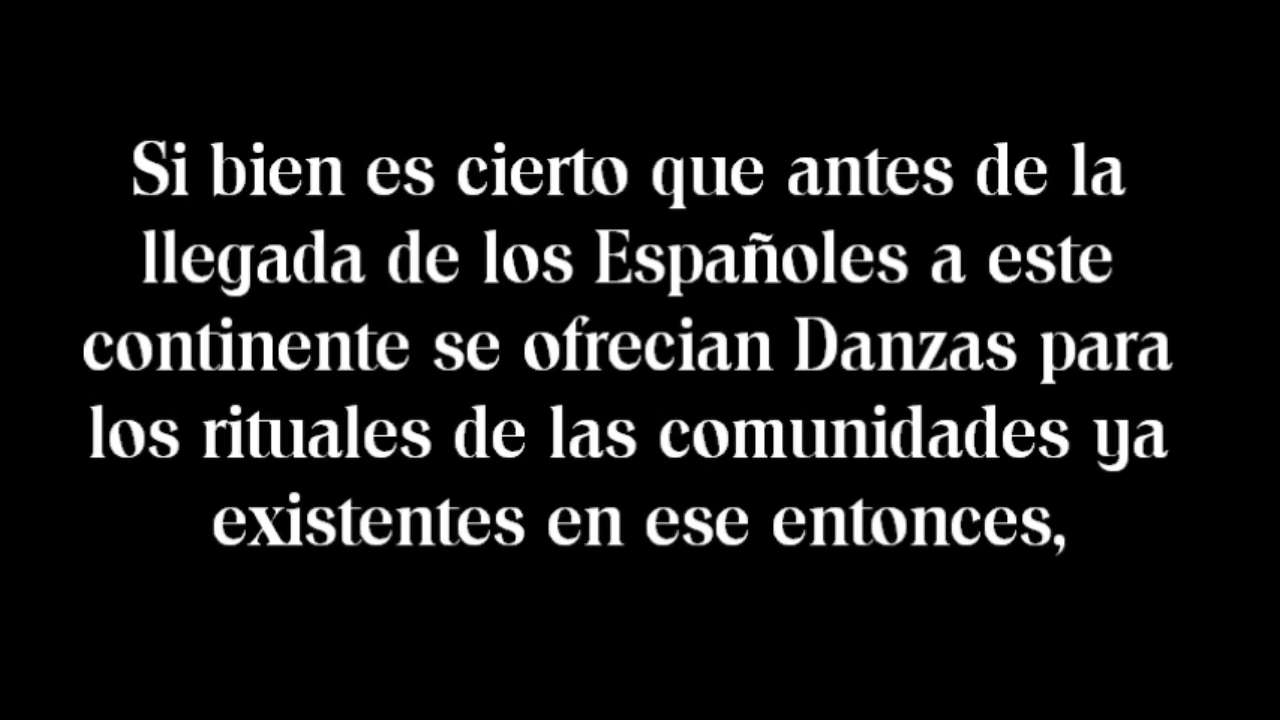 Si bien es cierto que antes de la
llegada de los Españoles a este
continente se ofrecian Danzas para
los rituales de las comunidades ya
existentes en ese entonces,